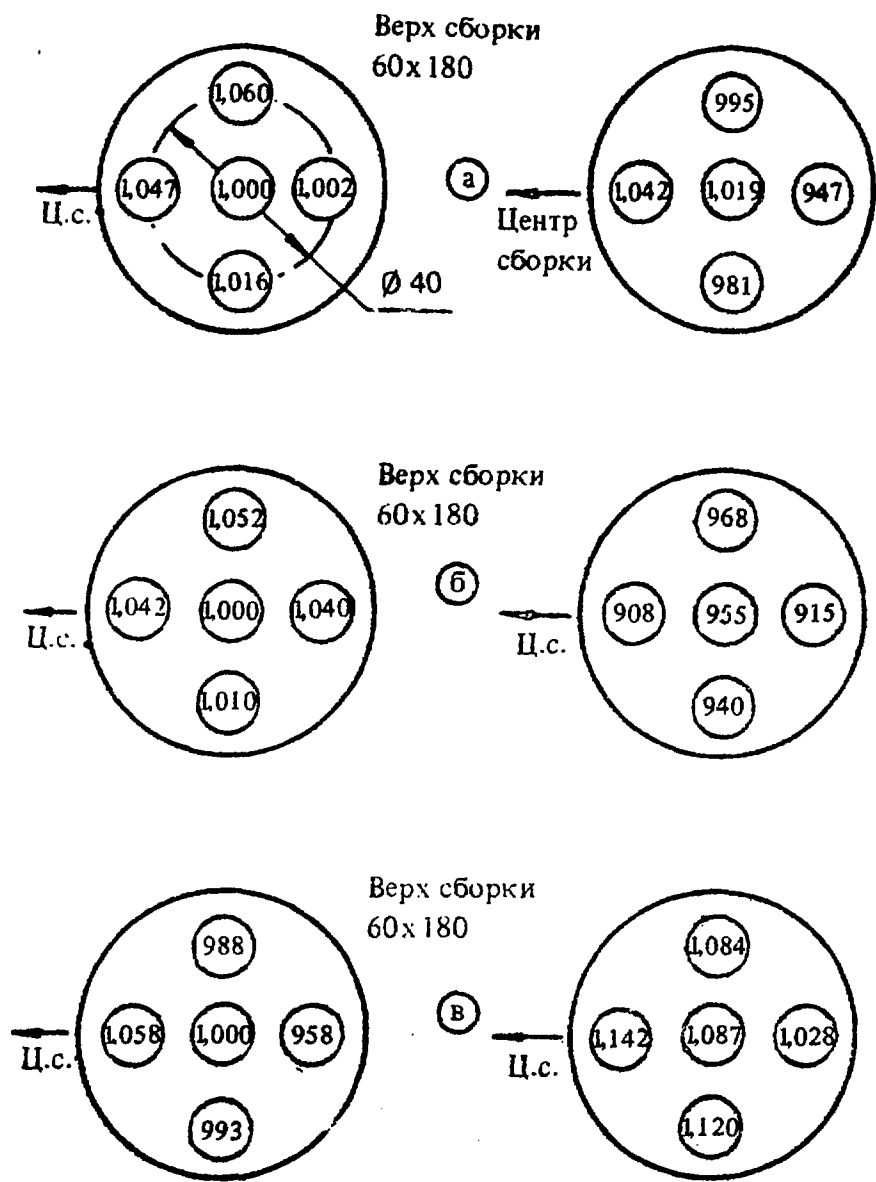 Верх сборки
60х180
1,060
995
1,047 1,000 1,002
а
1,042 1,019 947
Ц.с.
Центр
сборки
1,016
Ø 40
981
Верх сборки
60х180
1,052
968
б
1,042 1,000 1,040
908 955 915
Ц.с.
Ц.с.
1,010
940
Верх сборки
60х180
988
1,084
в
1,058 1,000 958
1,142 1,087 1,028
Ц.с.
Ц.с.
993
1,120